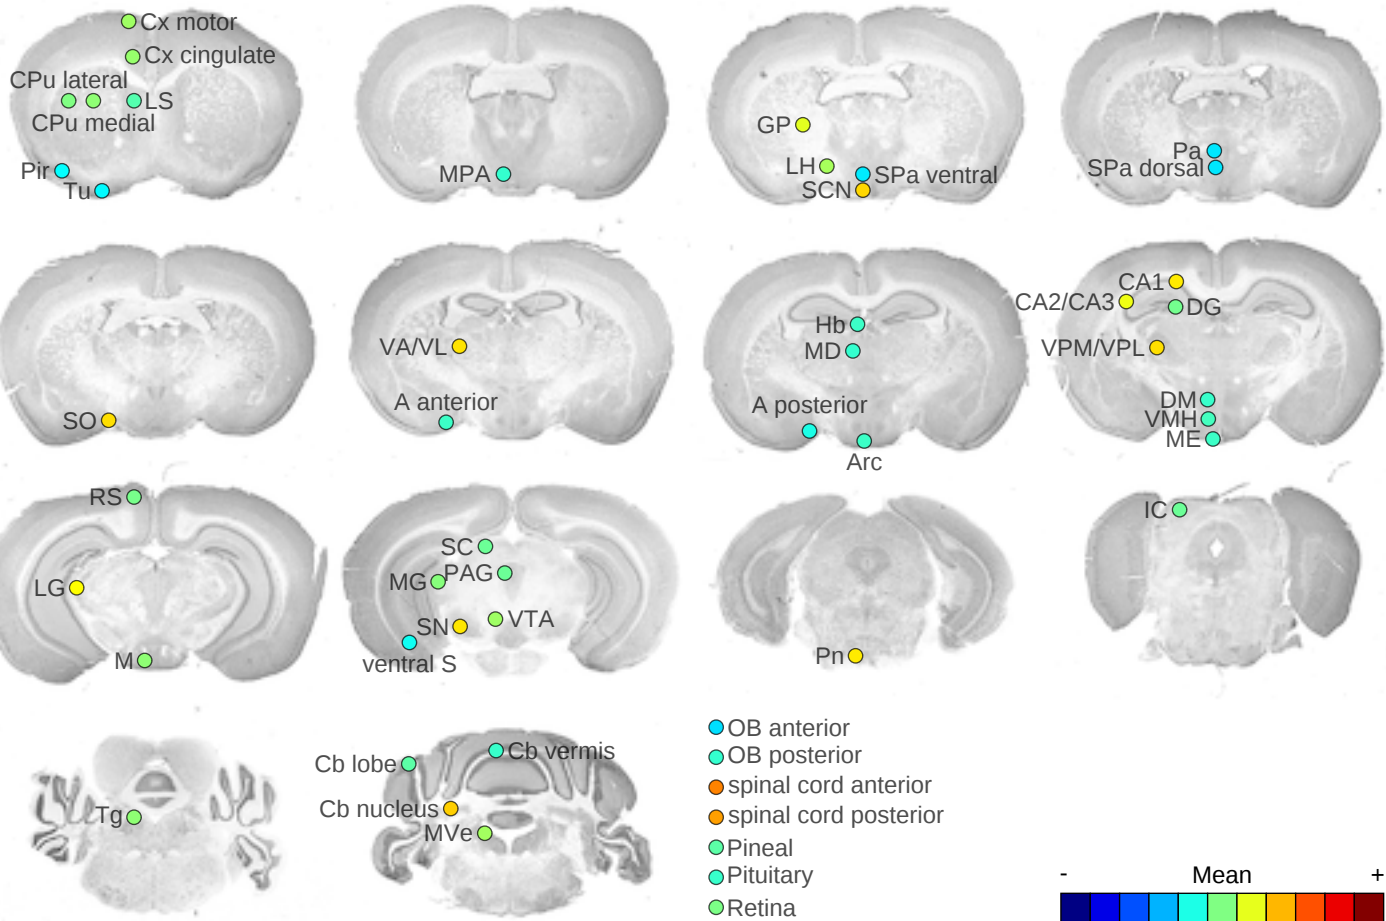 Cx motor
Cx cingulate
CPu lateral
LS
CPu medial
Pir
Tu
MPA
GP
LH
SPa ventral
SCN
Pa
SPa dorsal
SO
VA/VL
A anterior
Hb
MD
A posterior
Arc
CA1
CA2/CA3
DG
VPM/VPL
DM
VMH
ME
RS
LG
M
SC
PAG
MG
VTA
SN
ventral S
Pn
IC
Tg
Cb vermis
Cb lobe
Cb nucleus
MVe
OB anterior
OB posterior
spinal cord anterior
spinal cord posterior
Pineal
Pituitary
Retina
- Mean +